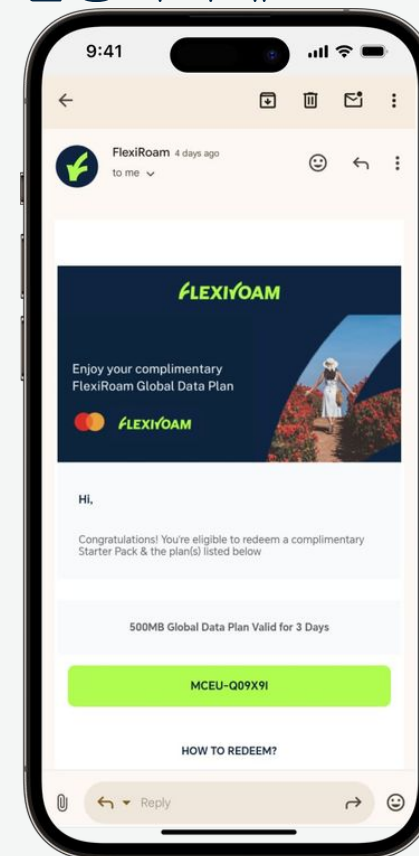 9:41
FlexiRoam 4 days ago
to me
FLEXIROAM
Enjoy your complimentary
FlexiRoam Global Data Plan
FLEXIROAM
Hi,
Congratulations! You're eligible to redeem a complimentary
Starter Pack & the plan(s) listed below
500MB Global Data Plan Valid for 3 Days
MCEU-Q09X9I
HOW TO REDEEM?
Reply